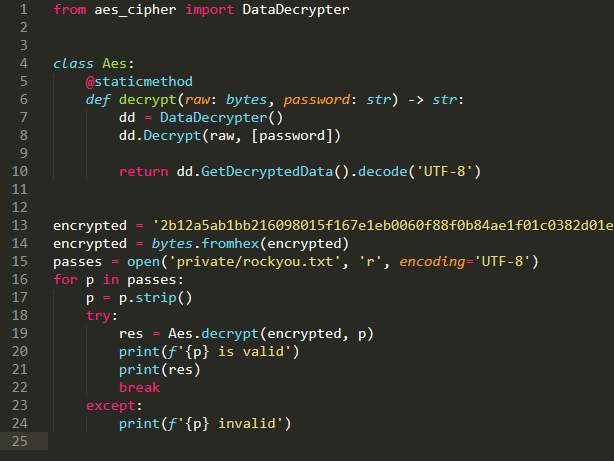 1 from aes_cipher import DataDecrypter
2
3
4 class Aes:
5     @staticmethod
6     def decrypt(raw: bytes, password: str) -> str:
7         dd = DataDecrypter()
8         dd.Decrypt(raw, [password])
9
10         return dd.GetDecryptedData().decode('UTF-8')
11
12
13 encrypted = '2b12a5ab1bb216098015f167e1eb0060f88f0b84ae1f01c0382d01e
14 encrypted = bytes.fromhex(encrypted)
15 passes = open('private/rockyou.txt', 'r', encoding='UTF-8')
16 for p in passes:
17     p = p.strip()
18     try:
19         res = Aes.decrypt(encrypted, p)
20         print(f'{p} is valid')
21         print(res)
22         break
23     except:
24         print(f'{p} invalid')
25